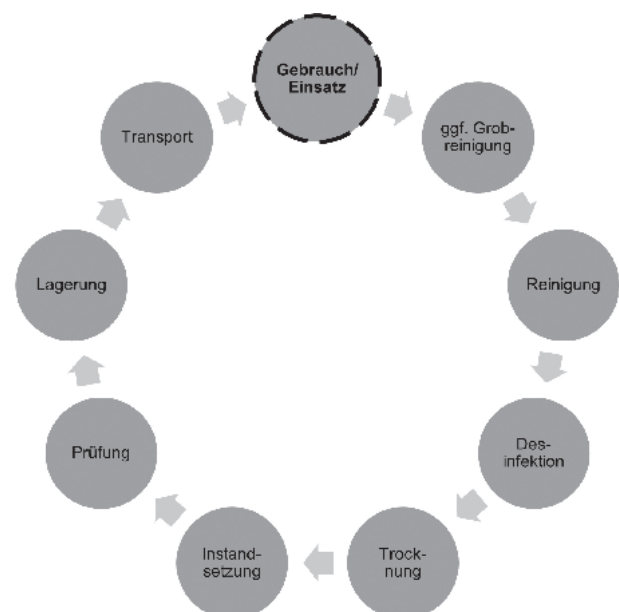 Gebrauch/
Einsatz
ggf. Grob-
reinigung
Reinigung
Des-
infektion
Trock-
nung
Instand-
setzung
Prüfung
Lagerung
Transport